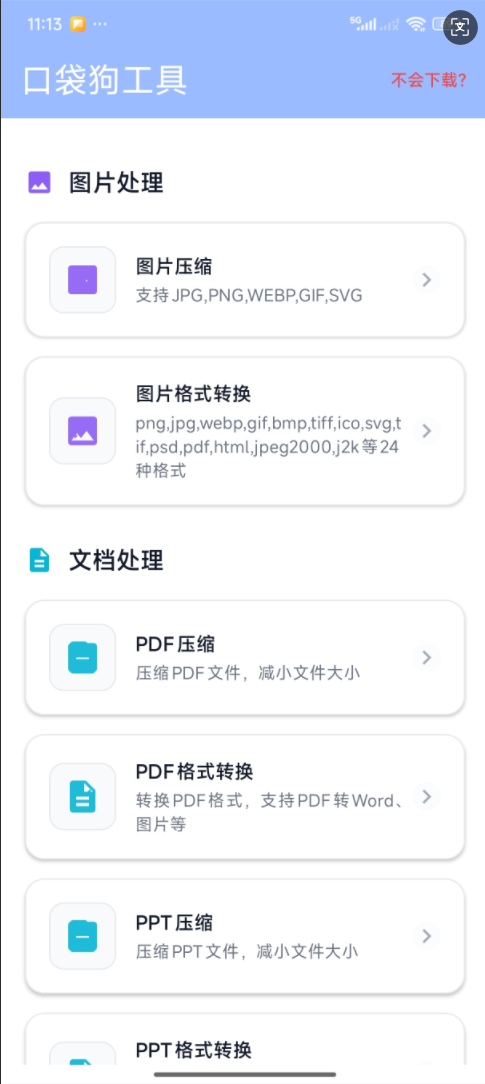 11:13
5G
口袋狗工具
不会下载?
图片处理
图片压缩
支持JPG,PNG,WEBP,GIF,SVG
图片格式转换
png,jpg,webp,gif,bmp,tiff,ico,svg,t
if,psd,pdf,html,jpeg2000,j2k等24
种格式
文档处理
PDF压缩
压缩PDF文件，减小文件大小
PDF格式转换
转换PDF格式，支持PDF转Word、
图片等
PPT压缩
压缩PPT文件，减小文件大小
PPT格式转换